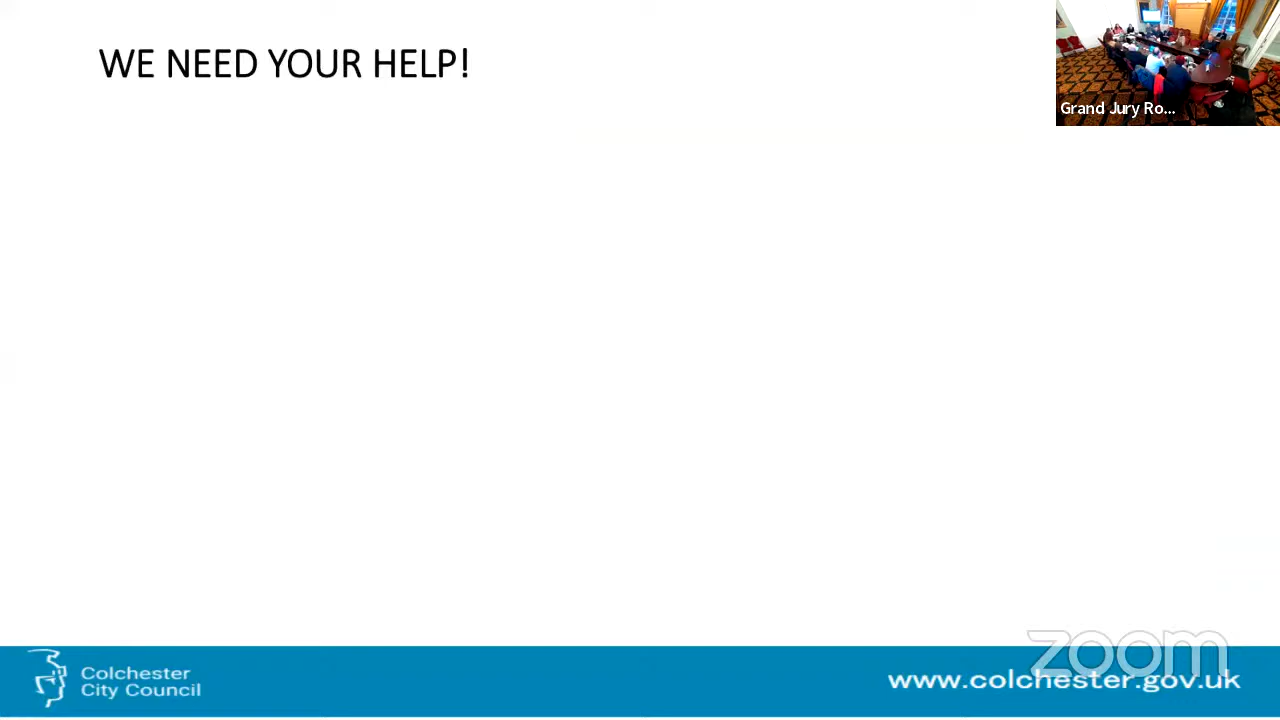 WE NEED YOUR HELP!
Grand Jury Ro...
zoom
Colchester
City Council
www.colchester.gov.uk